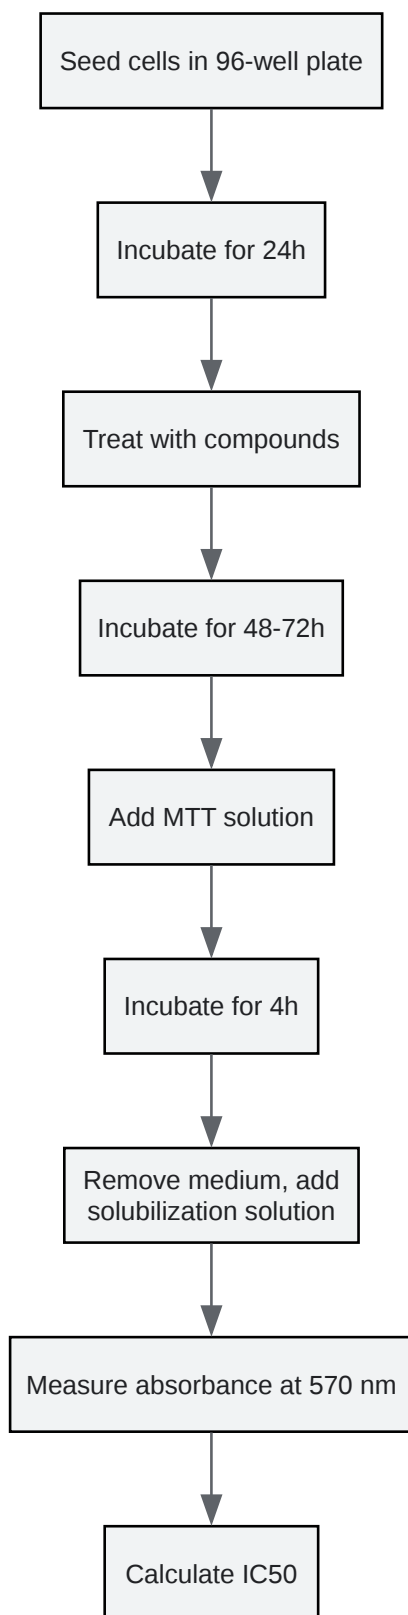 Seed cells in 96-well plate
Incubate for 24h
Treat with compounds
Incubate for 48-72h
Add MTT solution
Incubate for 4h
Remove medium, add
solubilization solution
Measure absorbance at 570 nm
Calculate IC50